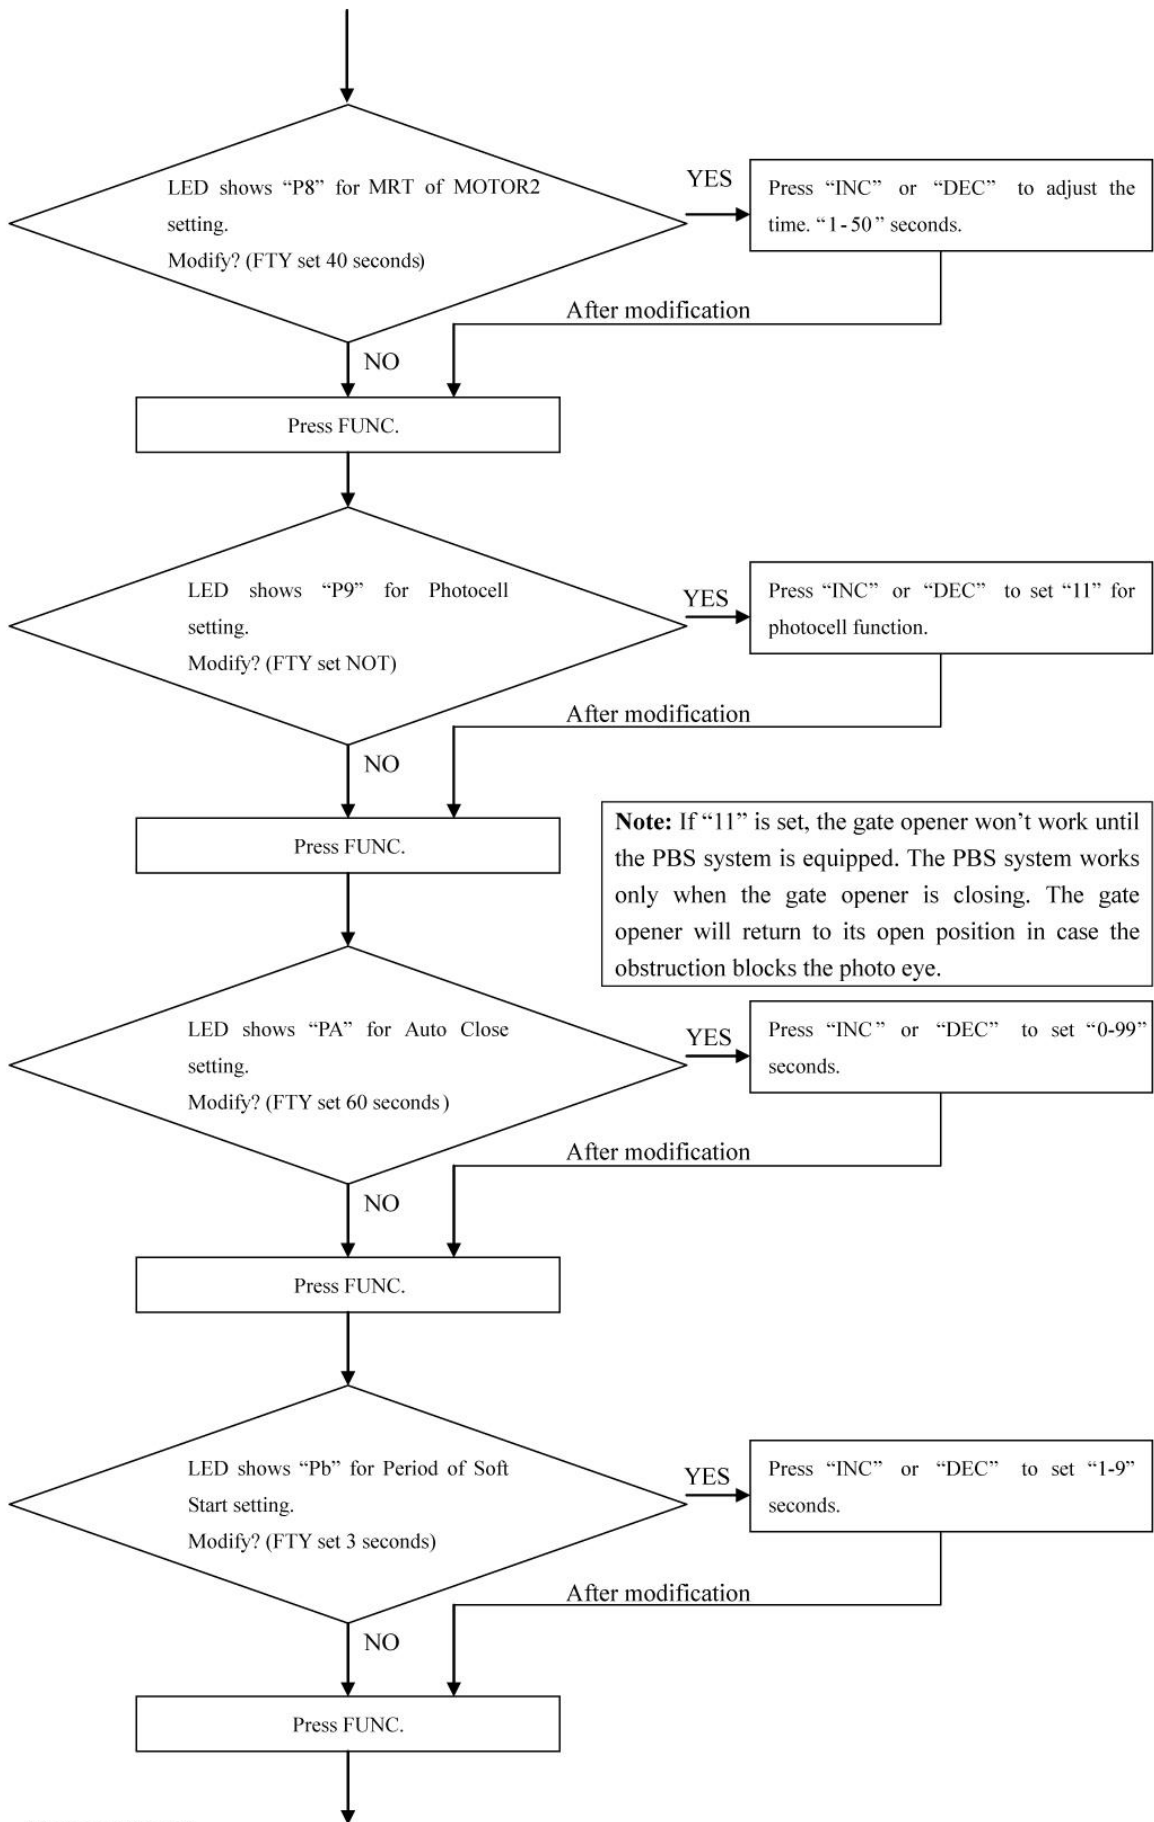 LED shows “P8” for MRT of MOTOR2
setting.
Modify? (FTY set 40 seconds)
YES
Press “INC” or “DEC” to adjust the
time. “1-50” seconds.
After modification
NO
Press FUNC.
LED shows “P9” for Photocell
setting.
Modify? (FTY set NOT)
YES
Press “INC” or “DEC” to set “11” for
photocell function.
After modification
NO
Press FUNC.
Note: If “11” is set, the gate opener won’t work until
the PBS system is equipped. The PBS system works
only when the gate opener is closing. The gate
opener will return to its open position in case the
obstruction blocks the photo eye.
LED shows “PA” for Auto Close
setting.
Modify? (FTY set 60 seconds)
YES
Press “INC” or “DEC” to set “0-99”
seconds.
After modification
NO
Press FUNC.
LED shows “Pb” for Period of Soft
Start setting.
Modify? (FTY set 3 seconds)
YES
Press “INC” or “DEC” to set “1-9”
seconds.
After modification
NO
Press FUNC.